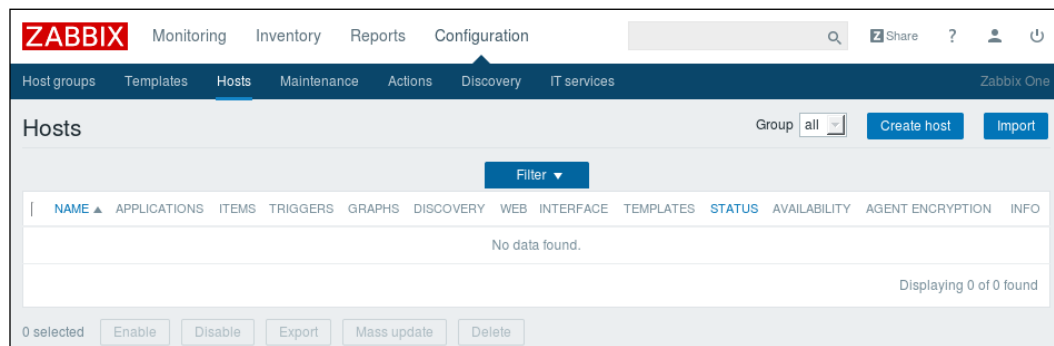 ZABBIX Monitoring Inventory Reports Configuration Z Share ?
Host groups Templates Hosts Maintenance Actions Discovery IT services Zabbix One
Hosts Group all Create host Import
Filter
NAME APPLICATIONS ITEMS TRIGGERS GRAPHS DISCOVERY WEB INTERFACE TEMPLATES STATUS AVAILABILITY AGENT ENCRYPTION INFO
No data found.
Displaying 0 of 0 found
0 selected Enable Disable Export Mass update Delete